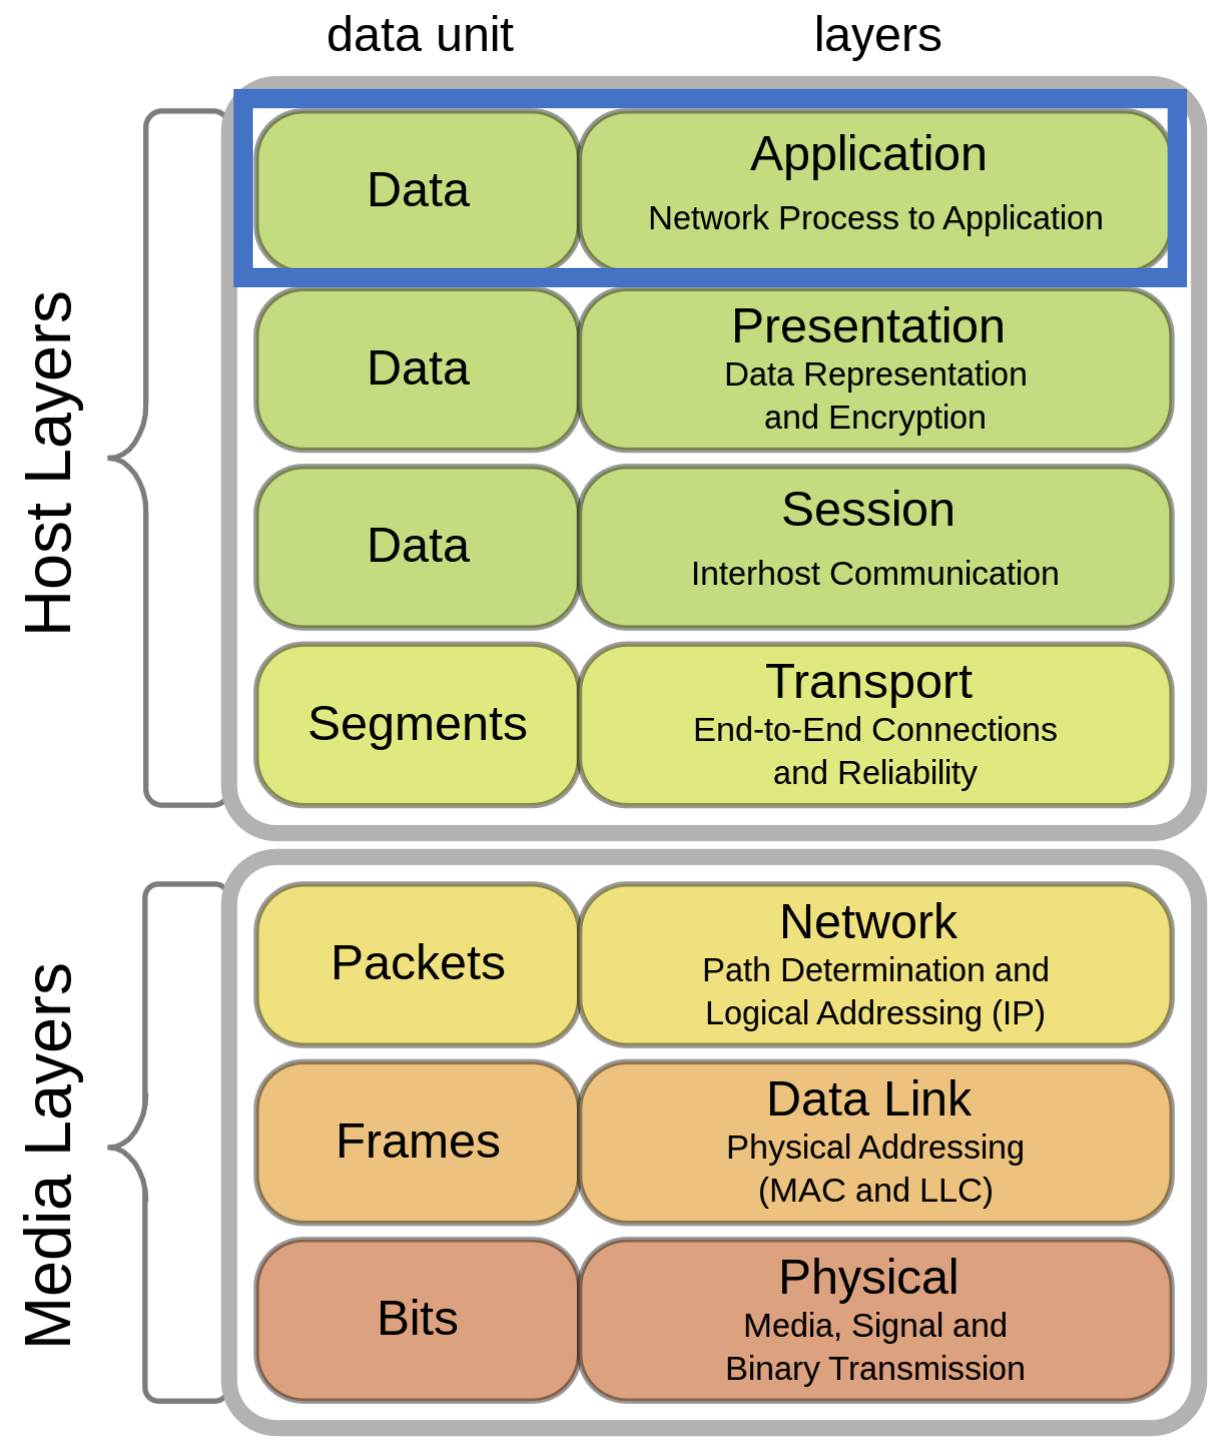 data unit layers
Host Layers
Data
Application
Network Process to Application
Data
Presentation
Data Representation
and Encryption
Data
Session
Interhost Communication
Segments
Transport
End-to-End Connections
and Reliability
Media Layers
Packets
Network
Path Determination and
Logical Addressing (IP)
Frames
Data Link
Physical Addressing
(MAC and LLC)
Bits
Physical
Media, Signal and
Binary Transmission